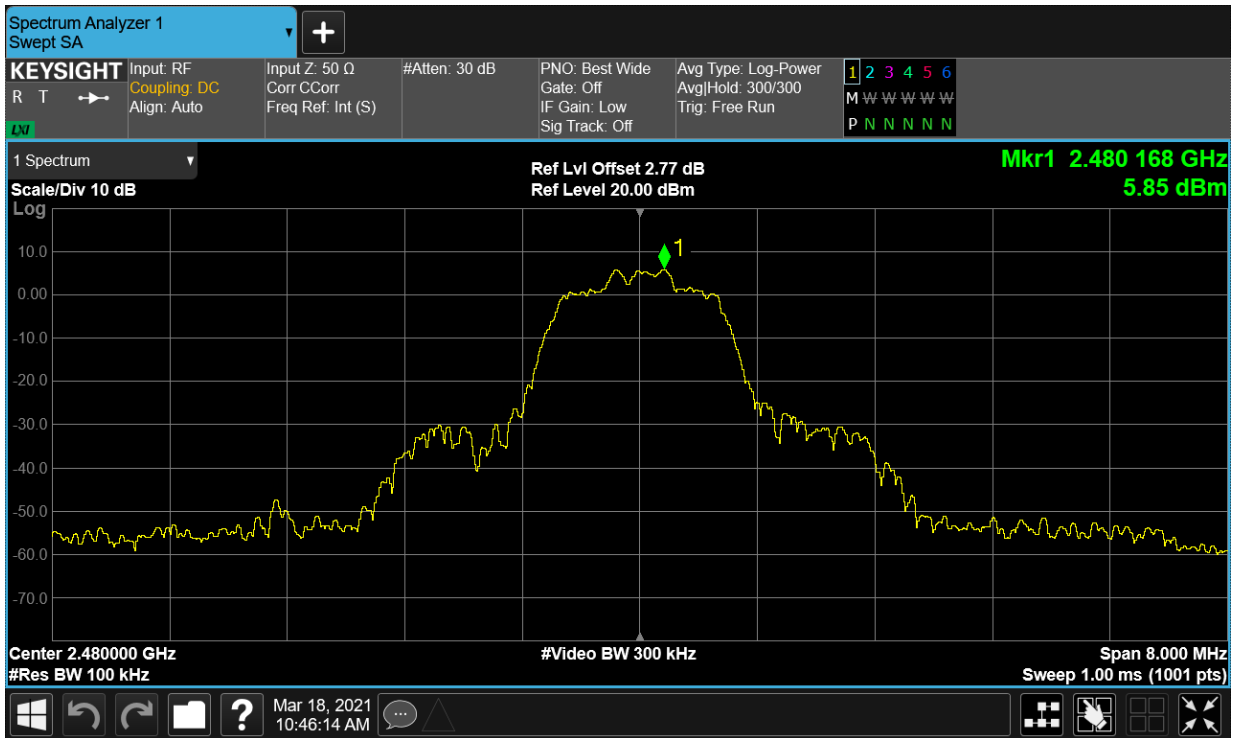 Spectrum Analyzer 1
Swept SA
+
KEYSIGHT
R T
LXI
Input: RF
Coupling: DC
Align: Auto
Input Z: 50 Ω
Corr CCorr
Freq Ref: Int (S)
#Atten: 30 dB
PNO: Best Wide
Gate: Off
IF Gain: Low
Sig Track: Off
Avg Type: Log-Power
Avg|Hold: 300/300
Trig: Free Run
1 2 3 4 5 6
M W W W W W
P N N N N N
1 Spectrum
Scale/Div 10 dB
Log
Ref Lvl Offset 2.77 dB
Ref Level 20.00 dBm
Mkr1 2.480 168 GHz
5.85 dBm
1
10.0
0.00
-10.0
-20.0
-30.0
-40.0
-50.0
-60.0
-70.0
Center 2.480000 GHz
#Res BW 100 kHz
#Video BW 300 kHz
Span 8.000 MHz
Sweep 1.00 ms (1001 pts)
?
Mar 18, 2021
10:46:14 AM